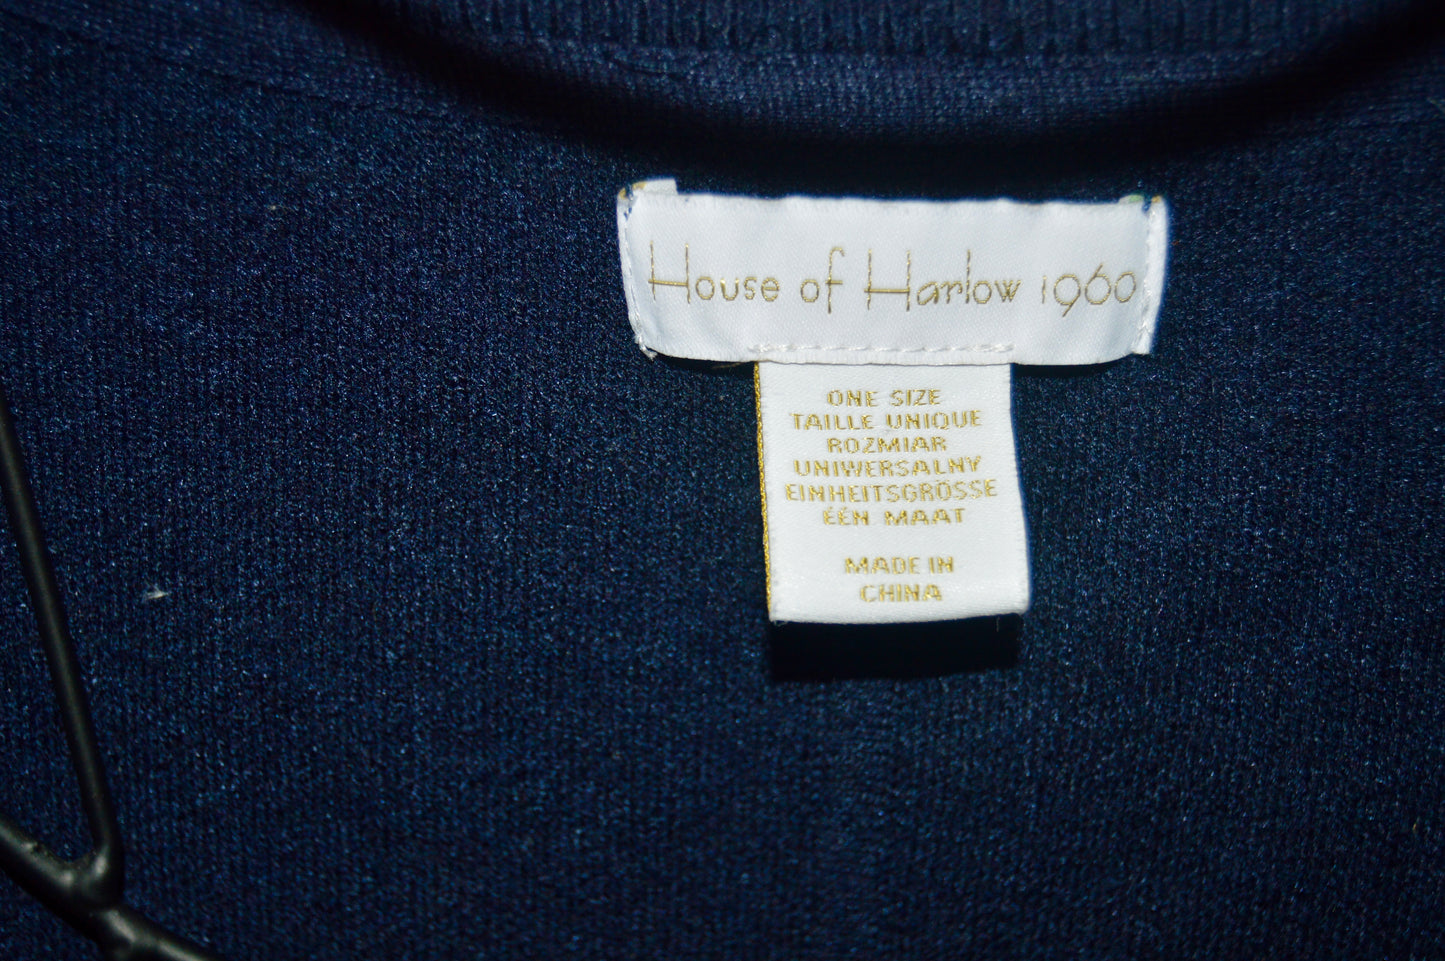 House of Harlow 1960
ONE SIZE
TAILLE UNIQUE
ROZMIAR
UNIWERSALNY
EINHEITSGRÖSSE
ÉÉN MAAT
MADE IN
CHINA